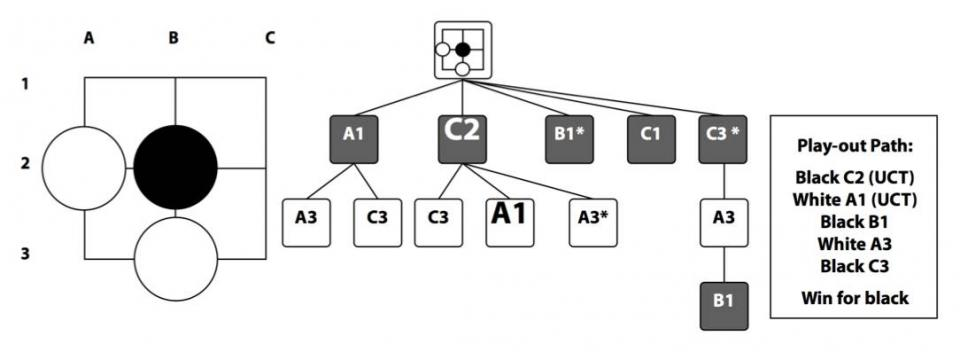 A B C
1
2
3
A1 C2 B1* C1 C3 *
A3 C3 C3 A1 A3* A3
B1
Play-out Path:
Black C2 (UCT)
White A1 (UCT)
Black B1
White A3
Black C3
Win for black